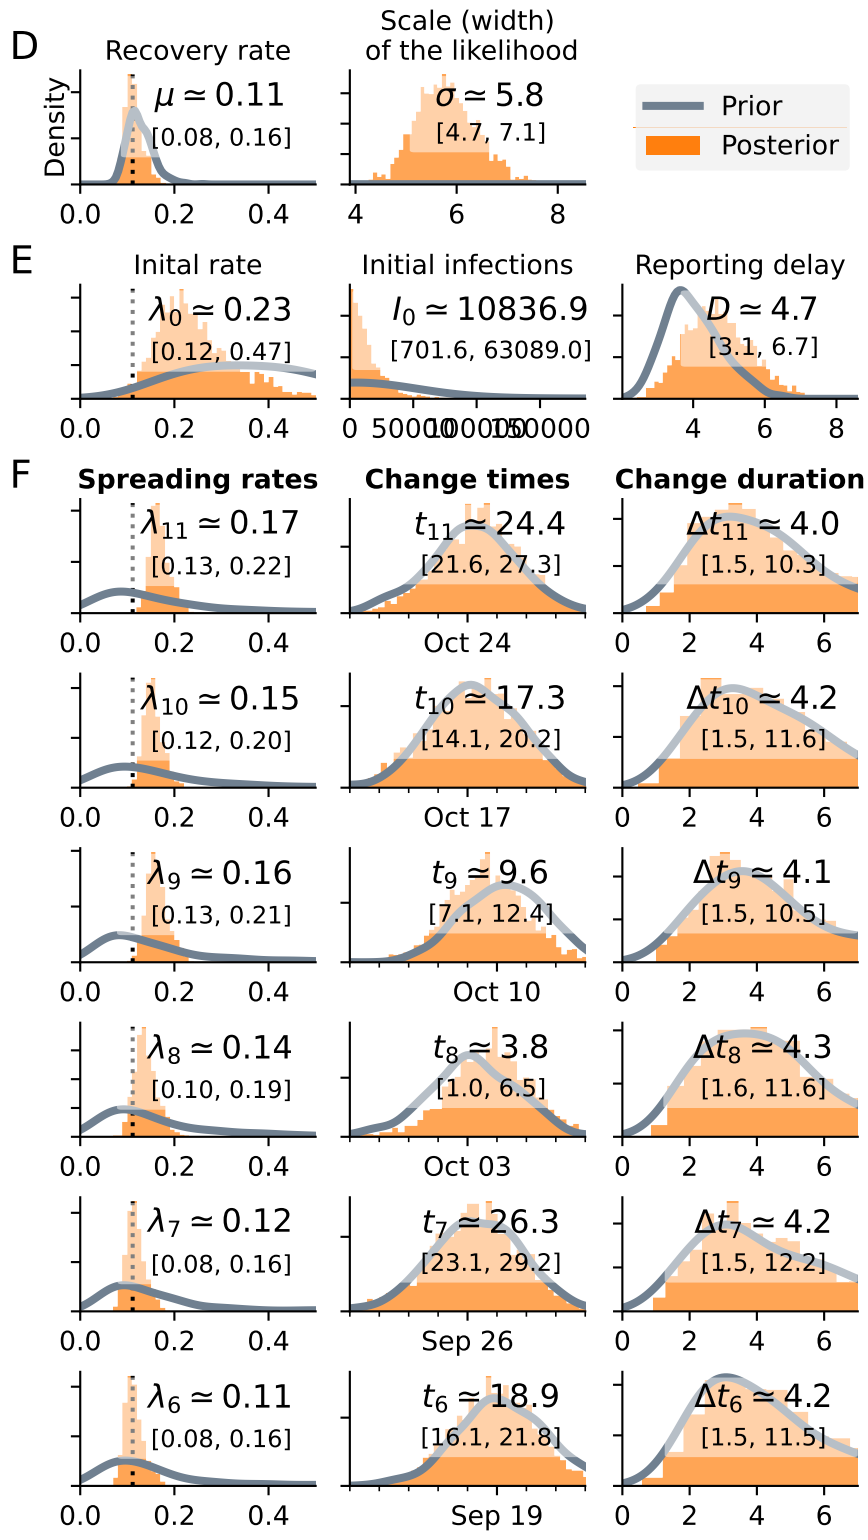 D
Recovery rate
Scale (width)
of the likelihood
Density
μ ≃ 0.11
[0.08, 0.16]
σ ≃ 5.8
[4.7, 7.1]
Prior
Posterior
0.0 0.2 0.4
4 6 8
E
Inital rate
Initial infections
Reporting delay
λ0 ≃ 0.23
[0.12, 0.47]
I0 ≃ 10836.9
[701.6, 63089.0]
D ≃ 4.7
[3.1, 6.7]
0.0 0.2 0.4
0 50000 100000 150000
4 6 8
F
Spreading rates
Change times
Change duration
λ11 ≃ 0.17
[0.13, 0.22]
t11 ≃ 24.4
[21.6, 27.3]
Δt11 ≃ 4.0
[1.5, 10.3]
0.0 0.2 0.4
Oct 24
0 2 4 6
λ10 ≃ 0.15
[0.12, 0.20]
t10 ≃ 17.3
[14.1, 20.2]
Δt10 ≃ 4.2
[1.5, 11.6]
0.0 0.2 0.4
Oct 17
0 2 4 6
λ9 ≃ 0.16
[0.13, 0.21]
t9 ≃ 9.6
[7.1, 12.4]
Δt9 ≃ 4.1
[1.5, 10.5]
0.0 0.2 0.4
Oct 10
0 2 4 6
λ8 ≃ 0.14
[0.10, 0.19]
t8 ≃ 3.8
[1.0, 6.5]
Δt8 ≃ 4.3
[1.6, 11.6]
0.0 0.2 0.4
Oct 03
0 2 4 6
λ7 ≃ 0.12
[0.08, 0.16]
t7 ≃ 26.3
[23.1, 29.2]
Δt7 ≃ 4.2
[1.5, 12.2]
0.0 0.2 0.4
Sep 26
0 2 4 6
λ6 ≃ 0.11
[0.08, 0.16]
t6 ≃ 18.9
[16.1, 21.8]
Δt6 ≃ 4.2
[1.5, 11.5]
0.0 0.2 0.4
Sep 19
0 2 4 6